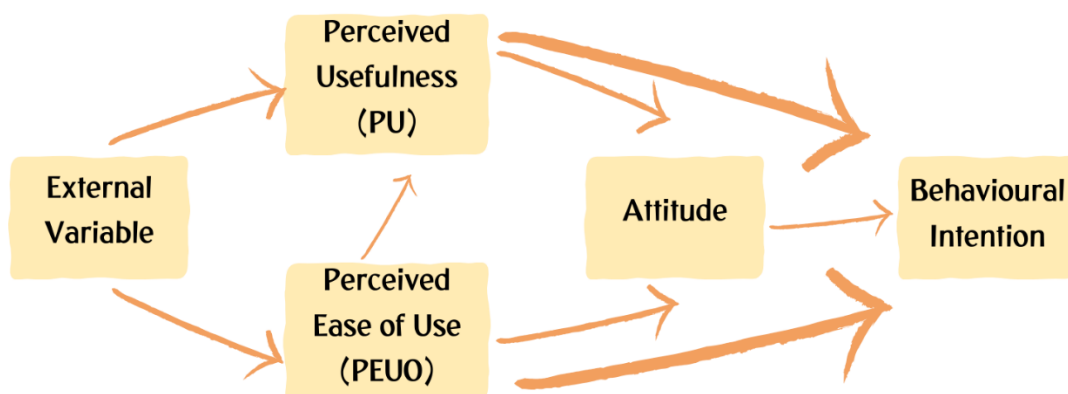 Perceived
Usefulness
(PU)
External
Variable
Attitude
Behavioural
Intention
Perceived
Ease of Use
(PEUO)